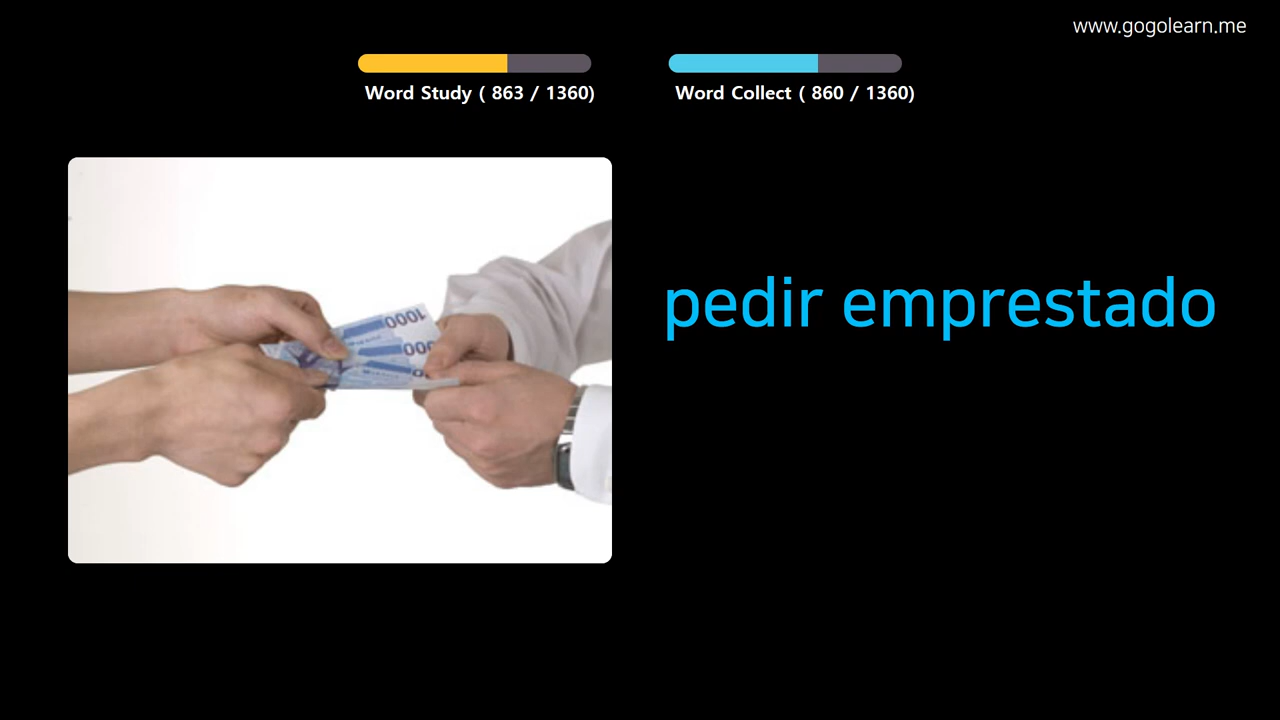 www.gogolearn.me
Word Study ( 863 / 1360)
Word Collect ( 860 / 1360)
pedir emprestado
1000